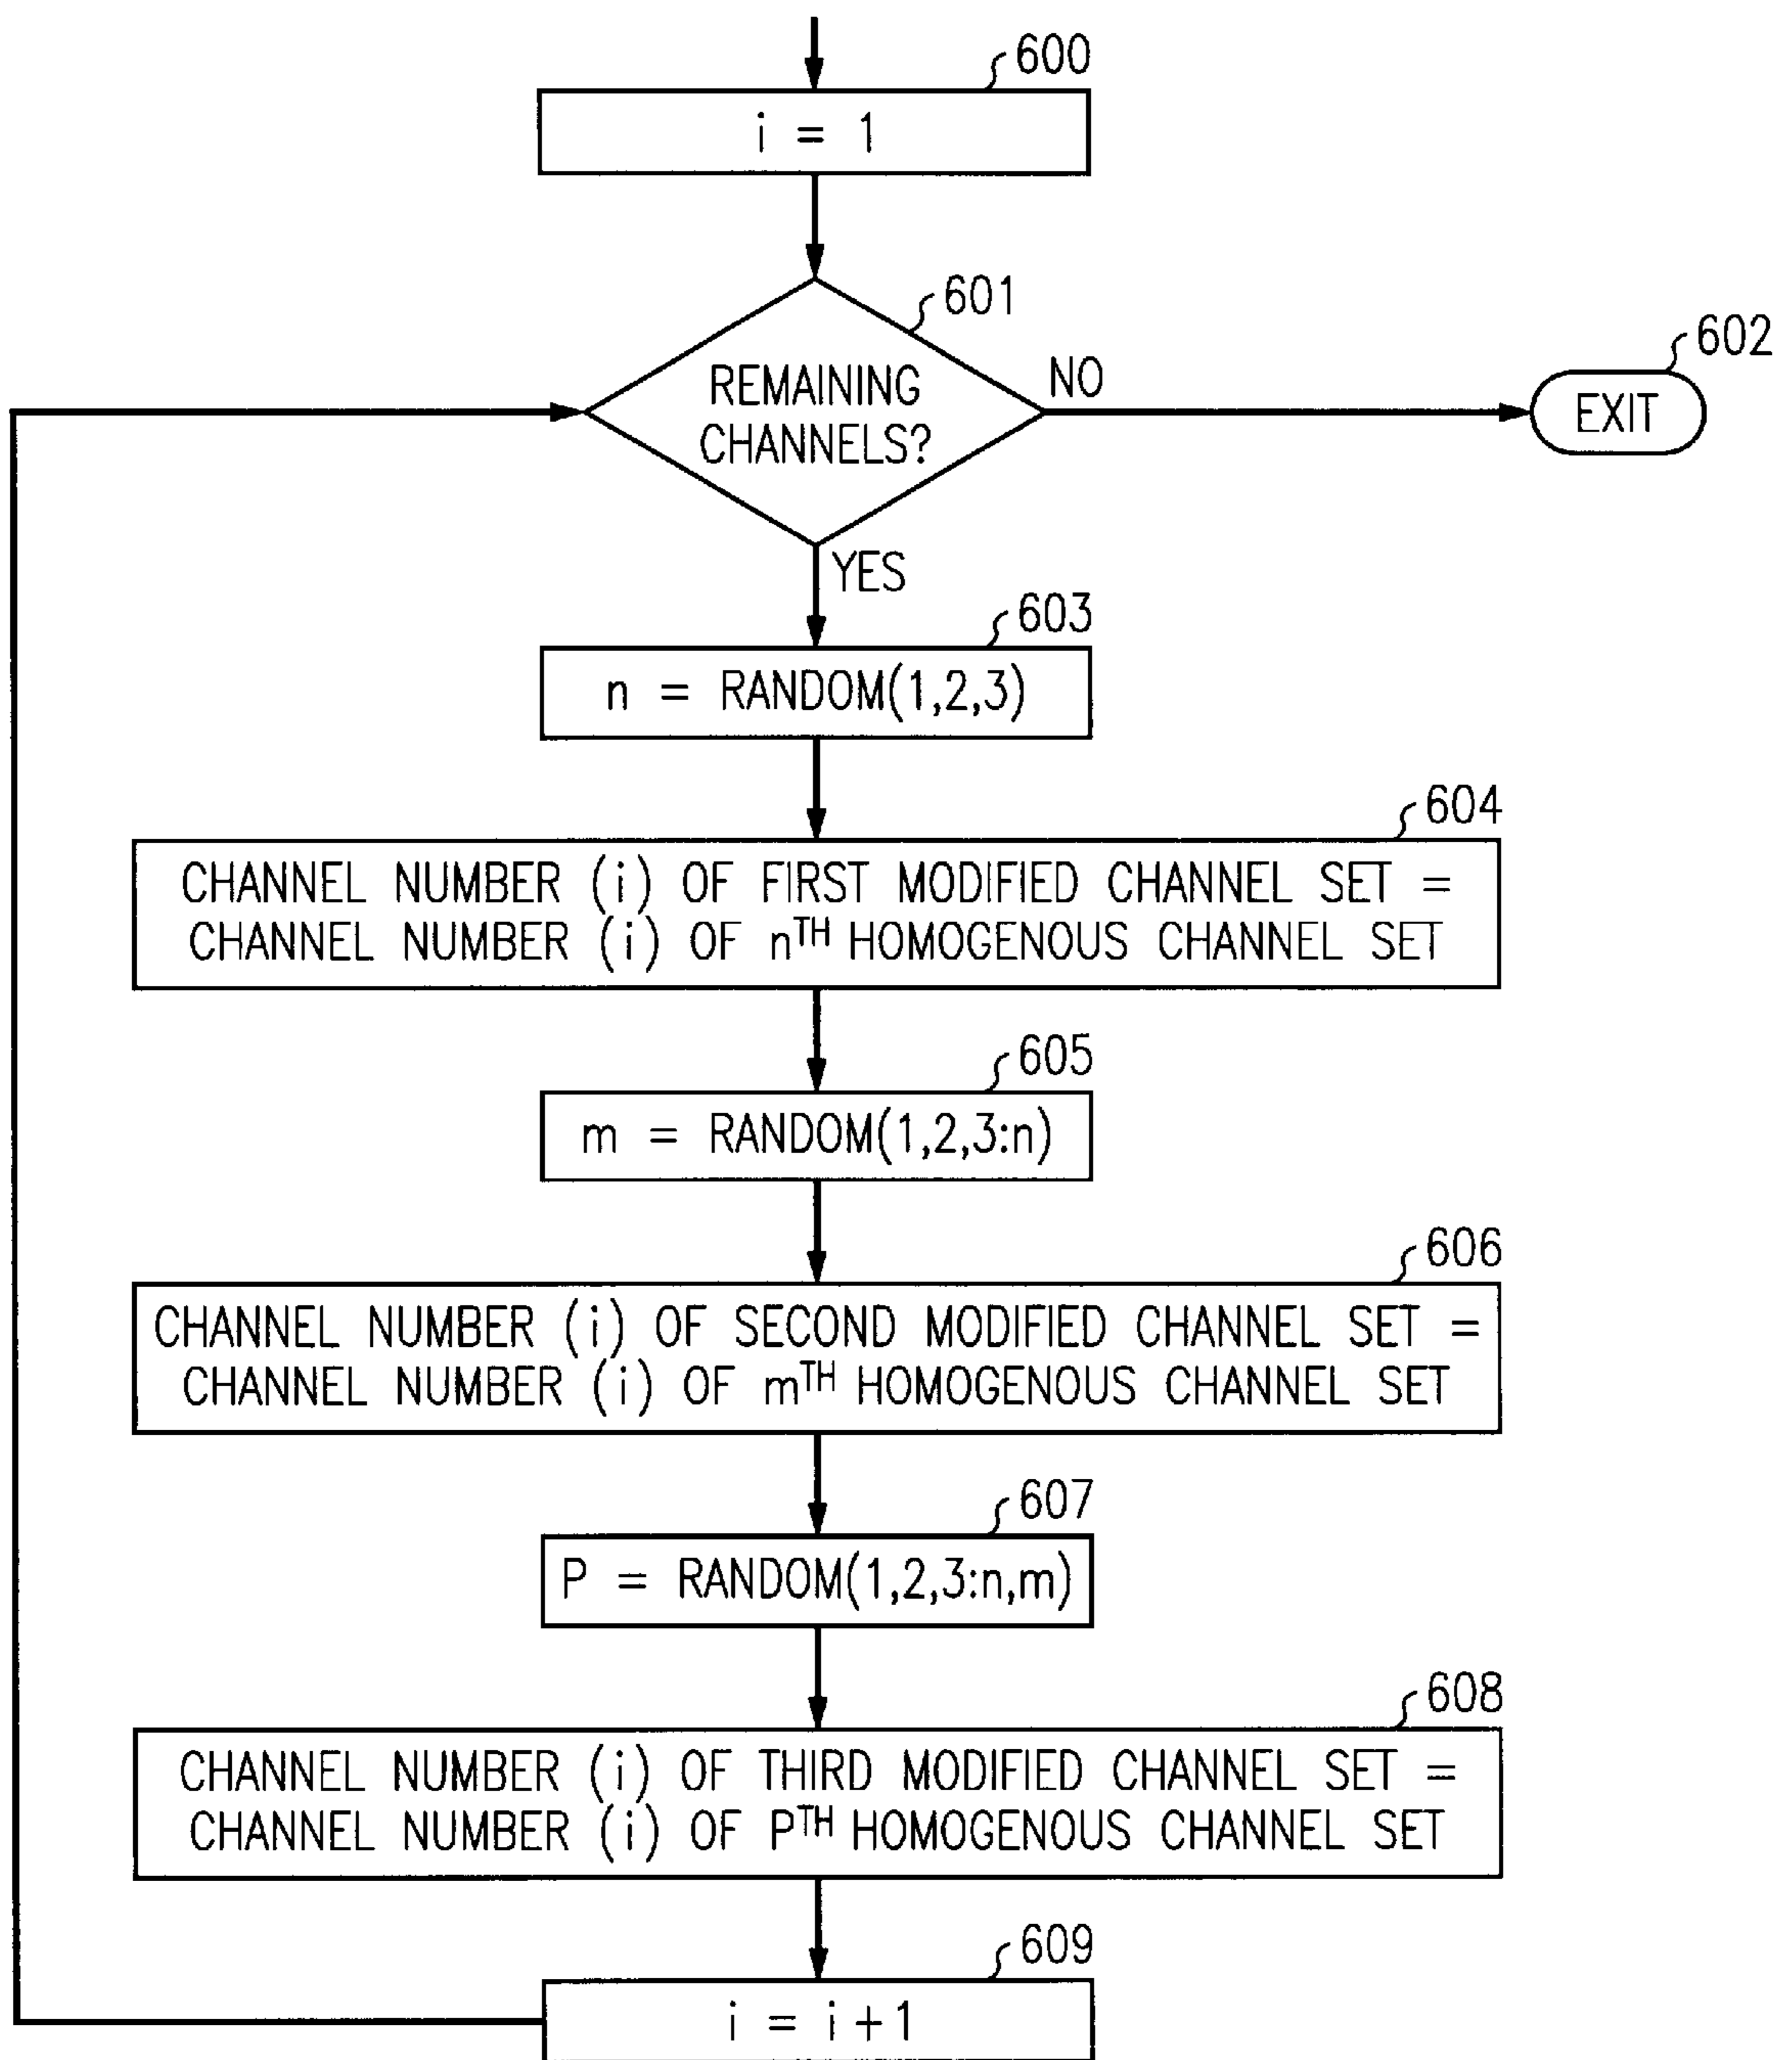 600
i = 1
601
REMAINING
CHANNELS?
NO
602
EXIT
YES
603
n = RANDOM(1,2,3)
604
CHANNEL NUMBER (i) OF FIRST MODIFIED CHANNEL SET =
CHANNEL NUMBER (i) OF nTH HOMOGENOUS CHANNEL SET
605
m = RANDOM(1,2,3:n)
606
CHANNEL NUMBER (i) OF SECOND MODIFIED CHANNEL SET =
CHANNEL NUMBER (i) OF mTH HOMOGENOUS CHANNEL SET
607
P = RANDOM(1,2,3:n,m)
608
CHANNEL NUMBER (i) OF THIRD MODIFIED CHANNEL SET =
CHANNEL NUMBER (i) OF PTH HOMOGENOUS CHANNEL SET
609
i = i+1